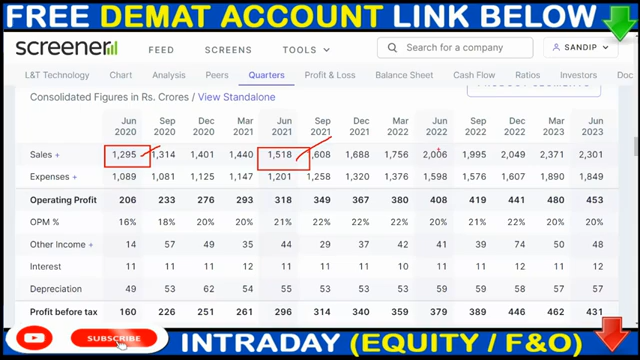 FREE DEMAT ACCOUNT LINK BELOW
screener FEED SCREENS TOOLS Search for a company SANDIP
L&T Technology Chart Analysis Peers Quarters Profit & Loss Balance Sheet Cash Flow Ratios Investors Doc
Consolidated Figures in Rs. Crores / View Standalone PRODUCT SEGMENTS
Jun 2020 Sep 2020 Dec 2020 Mar 2021 Jun 2021 Sep 2021 Dec 2021 Mar 2022 Jun 2022 Sep 2022 Dec 2022 Mar 2023 Jun 2023
Sales + 1,295 1,314 1,401 1,440 1,518 1,608 1,688 1,756 2,006 1,995 2,049 2,371 2,301
Expenses + 1,089 1,081 1,125 1,147 1,201 1,258 1,320 1,376 1,598 1,576 1,607 1,890 1,849
Operating Profit 206 233 276 293 318 349 367 380 408 419 441 480 453
OPM % 16% 18% 20% 20% 21% 22% 22% 22% 20% 21% 22% 20% 20%
Other Income + 14 57 49 35 44 29 37 42 41 39 74 50 48
Interest 11 11 11 12 11 11 11 10 11 11 11 11 12
Depreciation 49 53 62 54 55 53 54 53 59 59 58 57 57
Profit before tax 160 226 251 261 296 314 340 359 379 389 446 462 431
SUBSCRIBE INTRADAY (EQUITY / F&O)